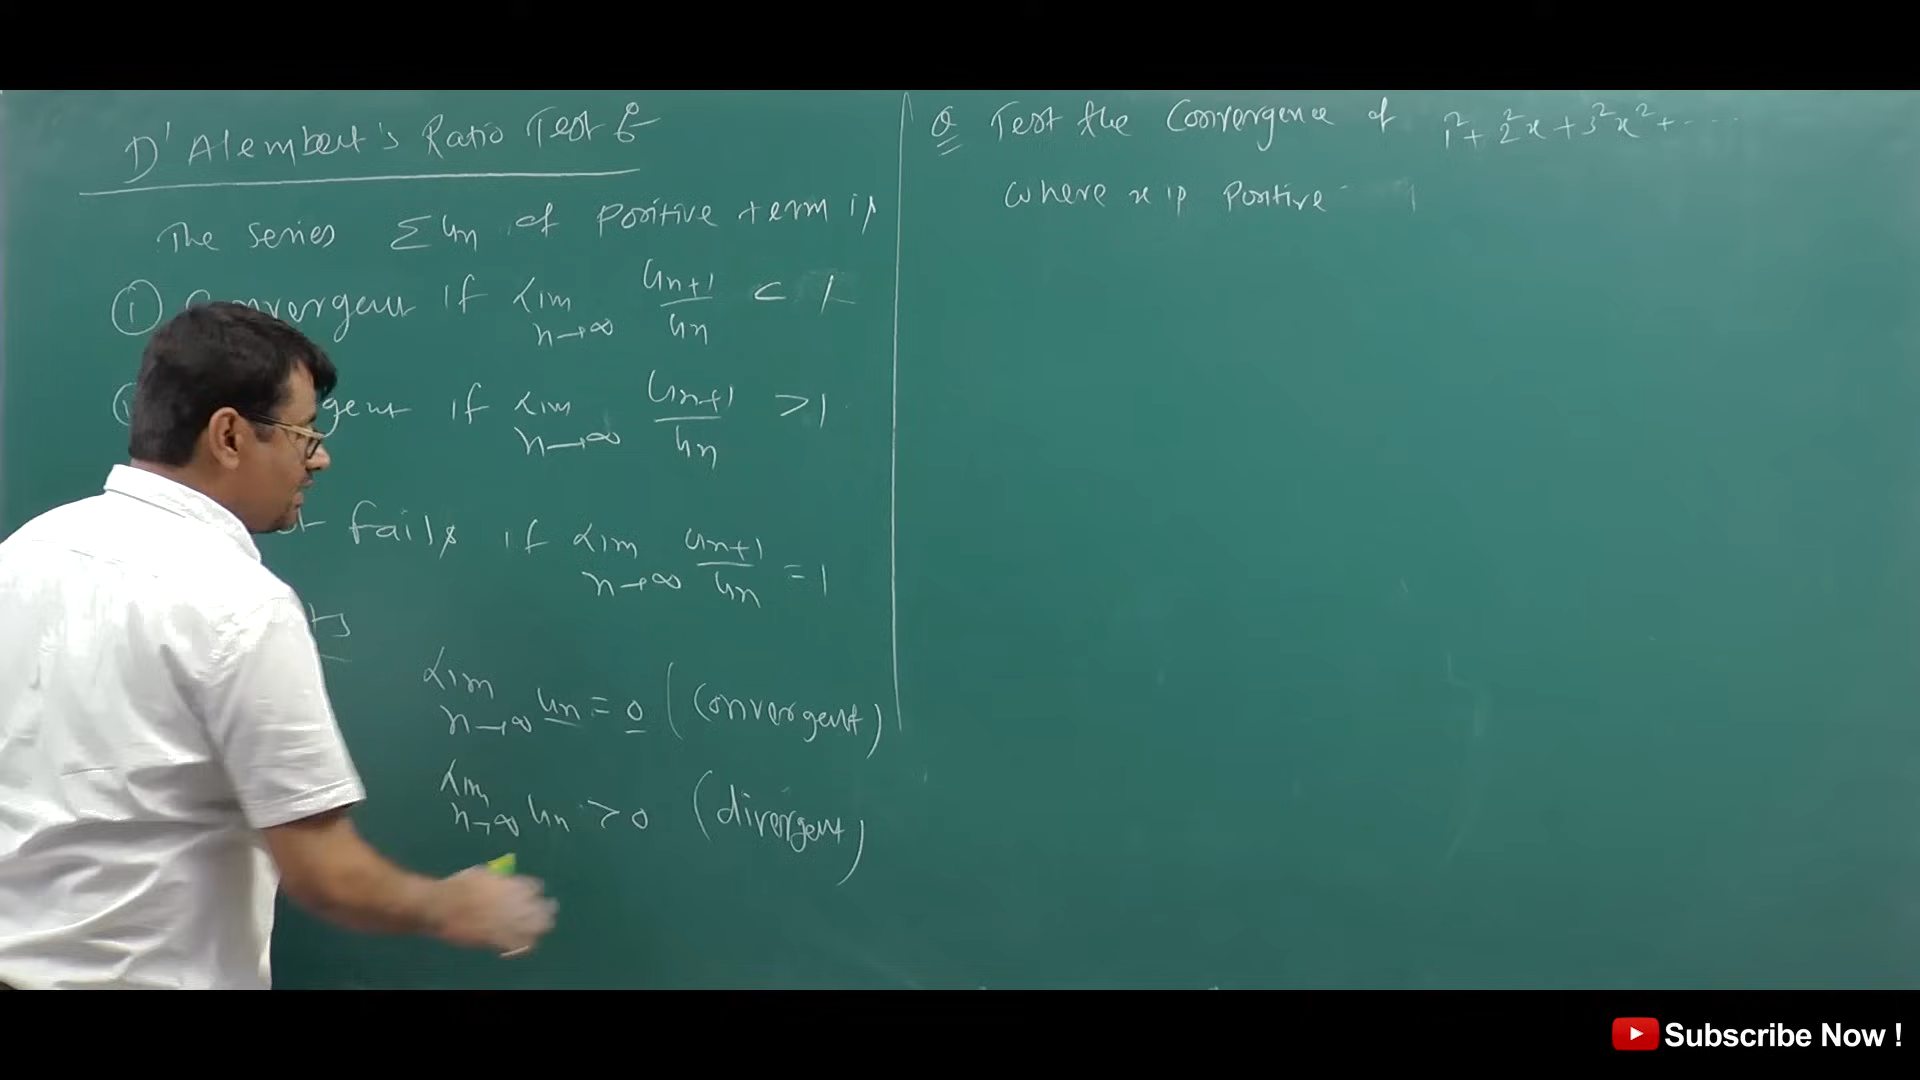 D'Alembert's Ratio Test :-
The series Σun of positive term is
(i) Convergent if Lim n→∞ un+1/un < 1
gent if Lim n→∞ un+1/un > 1
fails if Lim n→∞ un+1/un = 1
Lim n→∞ un = 0 (Convergent)
Lim n→∞ un > 0 (divergent)
Q Test the Convergence of 1²+ 2²x + 3²x² + .....
where x is Positive
Subscribe Now !